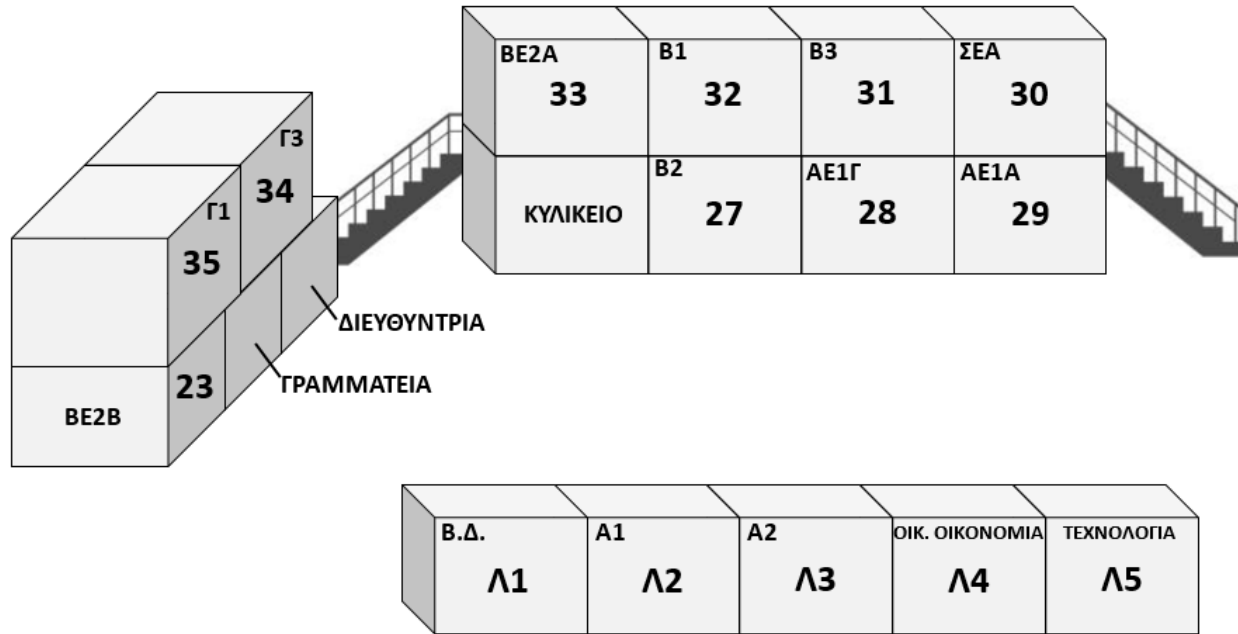 ΒΕ2Α
33
Β1
32
Β3
31
ΣΕΑ
30
ΚΥΛΙΚΕΙΟ
Β2
27
ΑΕ1Γ
28
ΑΕ1Α
29
Γ3
34
Γ1
35
ΔΙΕΥΘΥΝΤΡΙΑ
ΓΡΑΜΜΑΤΕΙΑ
23
ΒΕ2Β
Β.Δ.
Λ1
Α1
Λ2
Α2
Λ3
ΟΙΚ. ΟΙΚΟΝΟΜΙΑ
Λ4
ΤΕΧΝΟΛΟΓΙΑ
Λ5